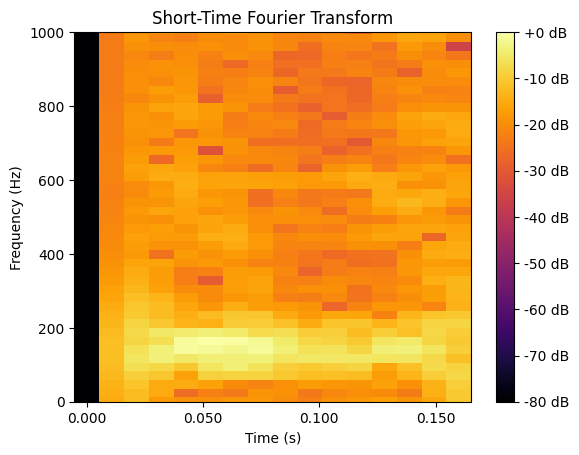 Short-Time Fourier Transform
1000
800
600
400
200
0
Frequency (Hz)
0.000
0.050
0.100
0.150
Time (s)
+0 dB
-10 dB
-20 dB
-30 dB
-40 dB
-50 dB
-60 dB
-70 dB
-80 dB